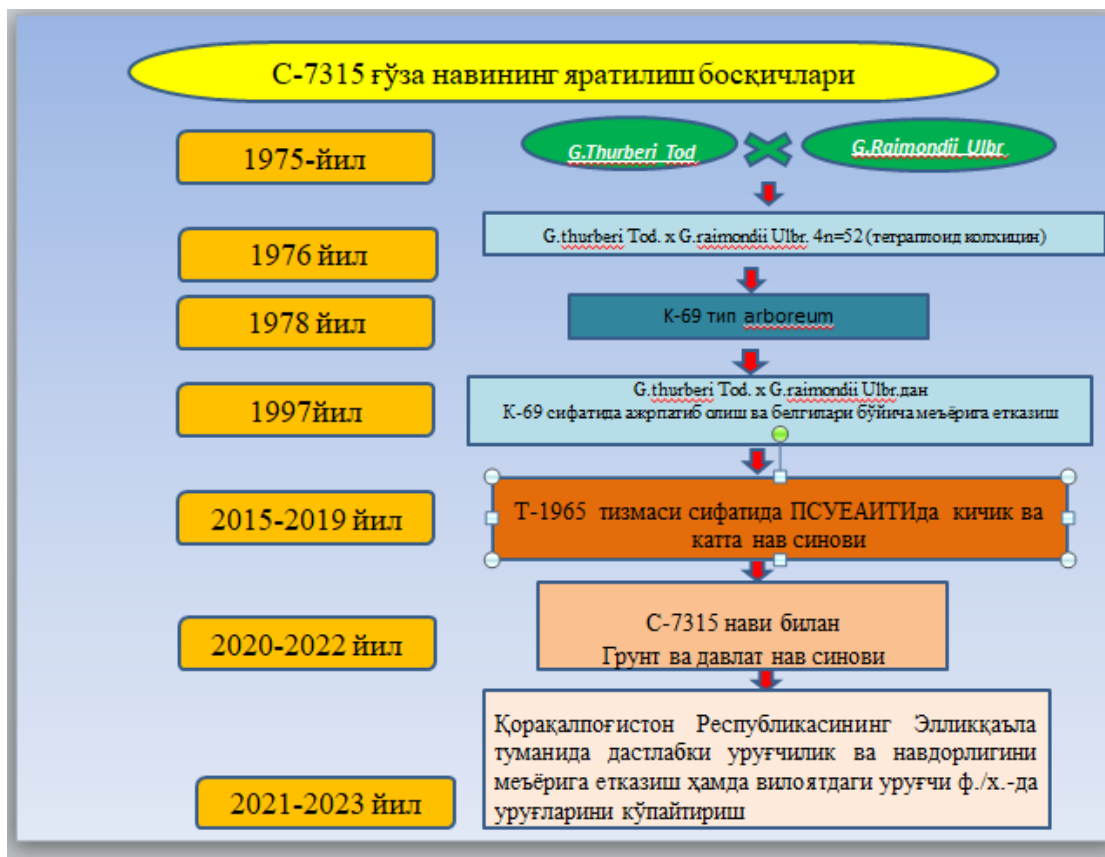 С-7315 ғўза навининг яратилиш босқичлари
1975-йил
G.Thurberi Tod
G.Raimondii Ulbr
1976 йил
G.thurberi Tod. x G.raimondii Ulbr. 4n=52 (тетраплоид колхицин)
1978 йил
К-69 тип arboreum
1997йил
G.thurberi Tod. x G.raimondii Ulbr.дан
К-69 сифатида ажрпатиб олиш ва белгилари бўйича меъёрига етказиш
2015-2019 йил
Т-1965 тизмаси сифатида ПСУЕАИТИда кичик ва
катта нав синови
2020-2022 йил
С-7315 нави билан
Грунт ва давлат нав синови
2021-2023 йил
Қорақалпоғистон Республикасининг Элликқаъла
туманида дастлабки уруғчилик ва навдорлигини
меъёрига етказиш ҳамда вилоятдаги уруғчи ф./х.-да
уруғларини кўпайтириш